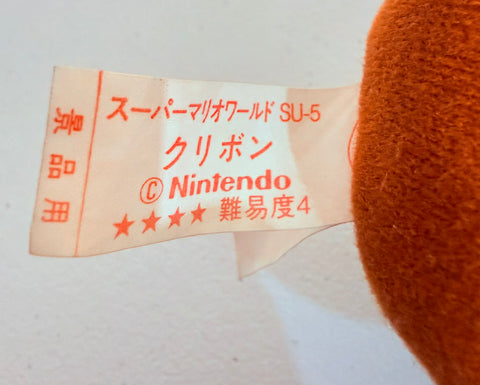 スーパーマリオワールド SU-5
クリボン
© Nintendo
★★★★ 難易度4
景品用